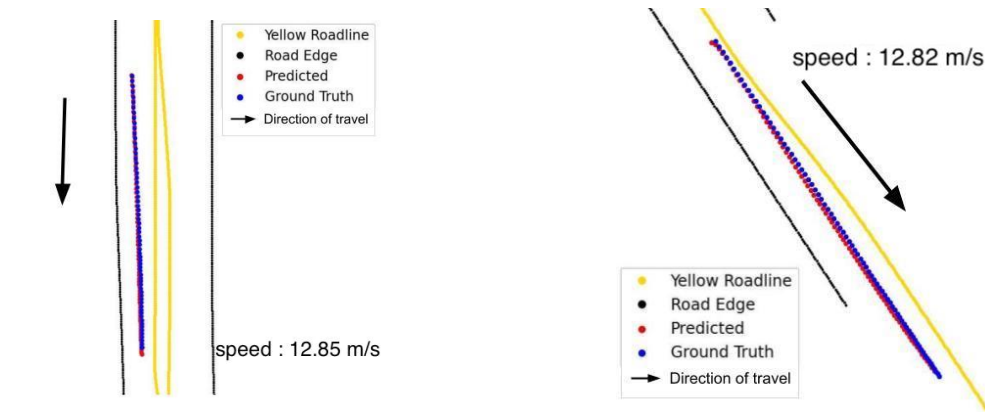 Yellow Roadline
Road Edge
Predicted
Ground Truth
Direction of travel
speed : 12.85 m/s
speed : 12.82 m/s
Yellow Roadline
Road Edge
Predicted
Ground Truth
Direction of travel